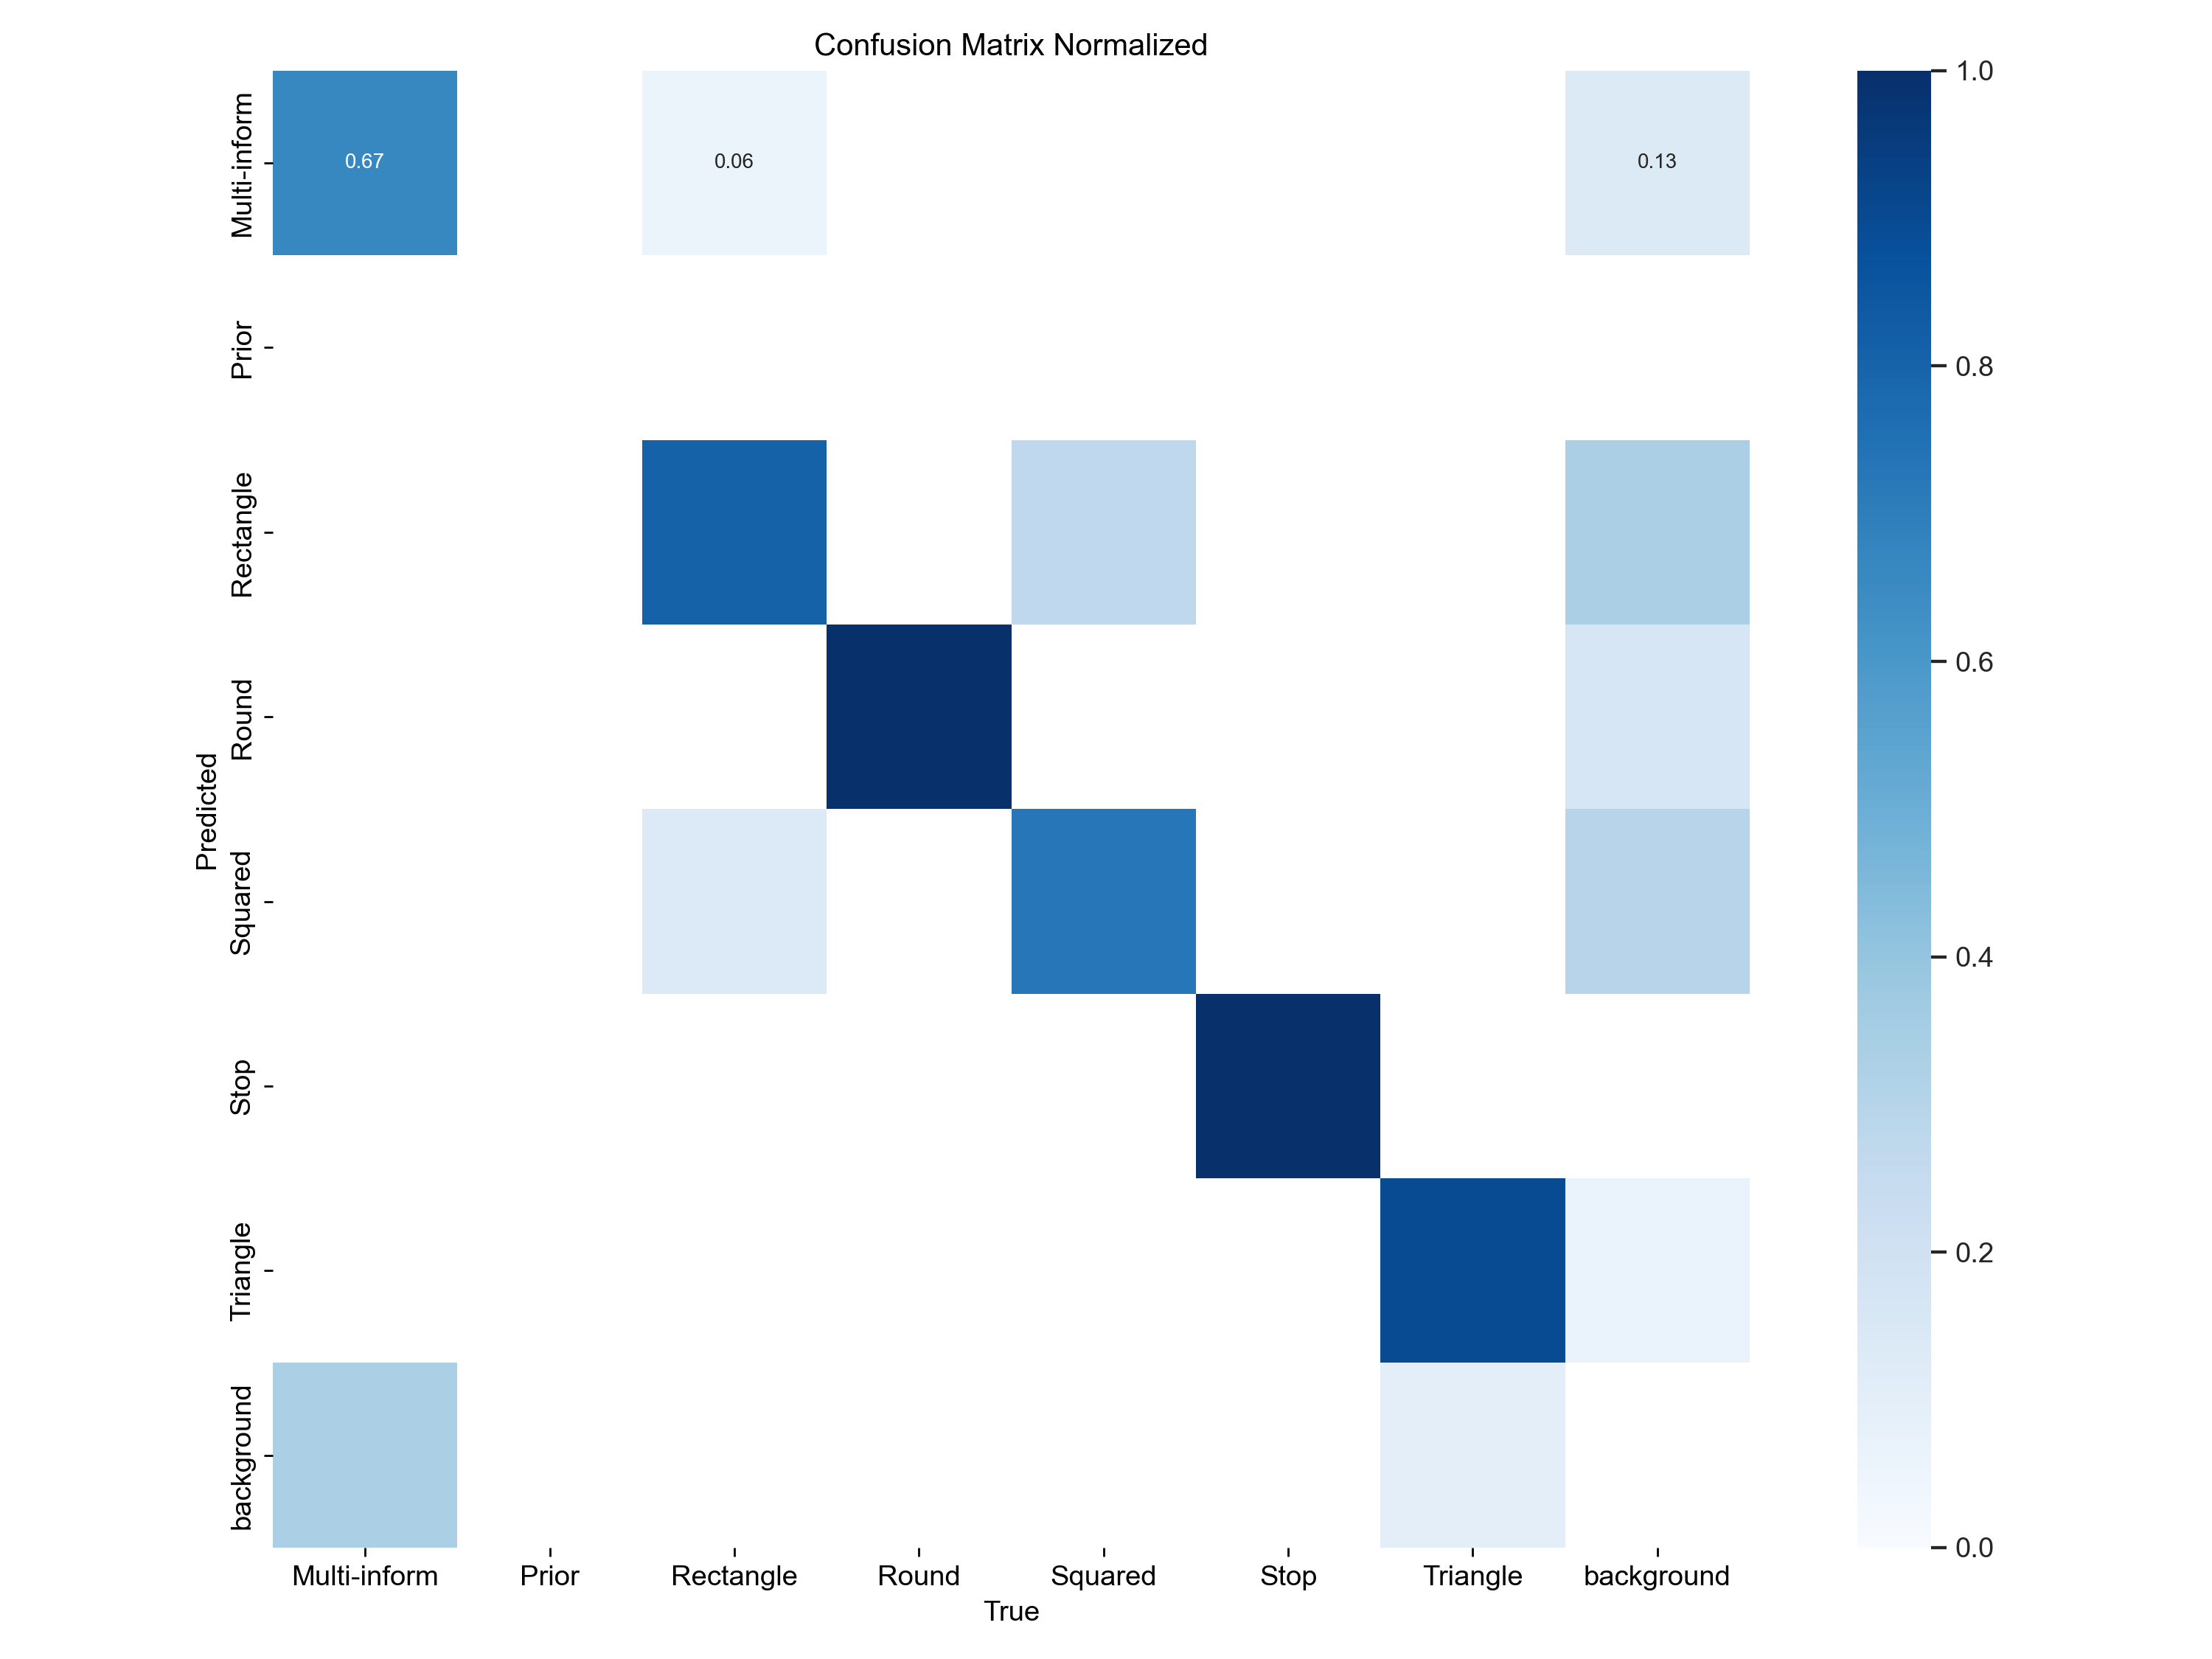 Confusion Matrix Normalized
Multi-inform
Prior
Rectangle
Round
Squared
Stop
Triangle
background
Predicted
0.67
0.06
0.13
Multi-inform
Prior
Rectangle
Round
Squared
Stop
Triangle
background
True
1.0
0.8
0.6
0.4
0.2
0.0